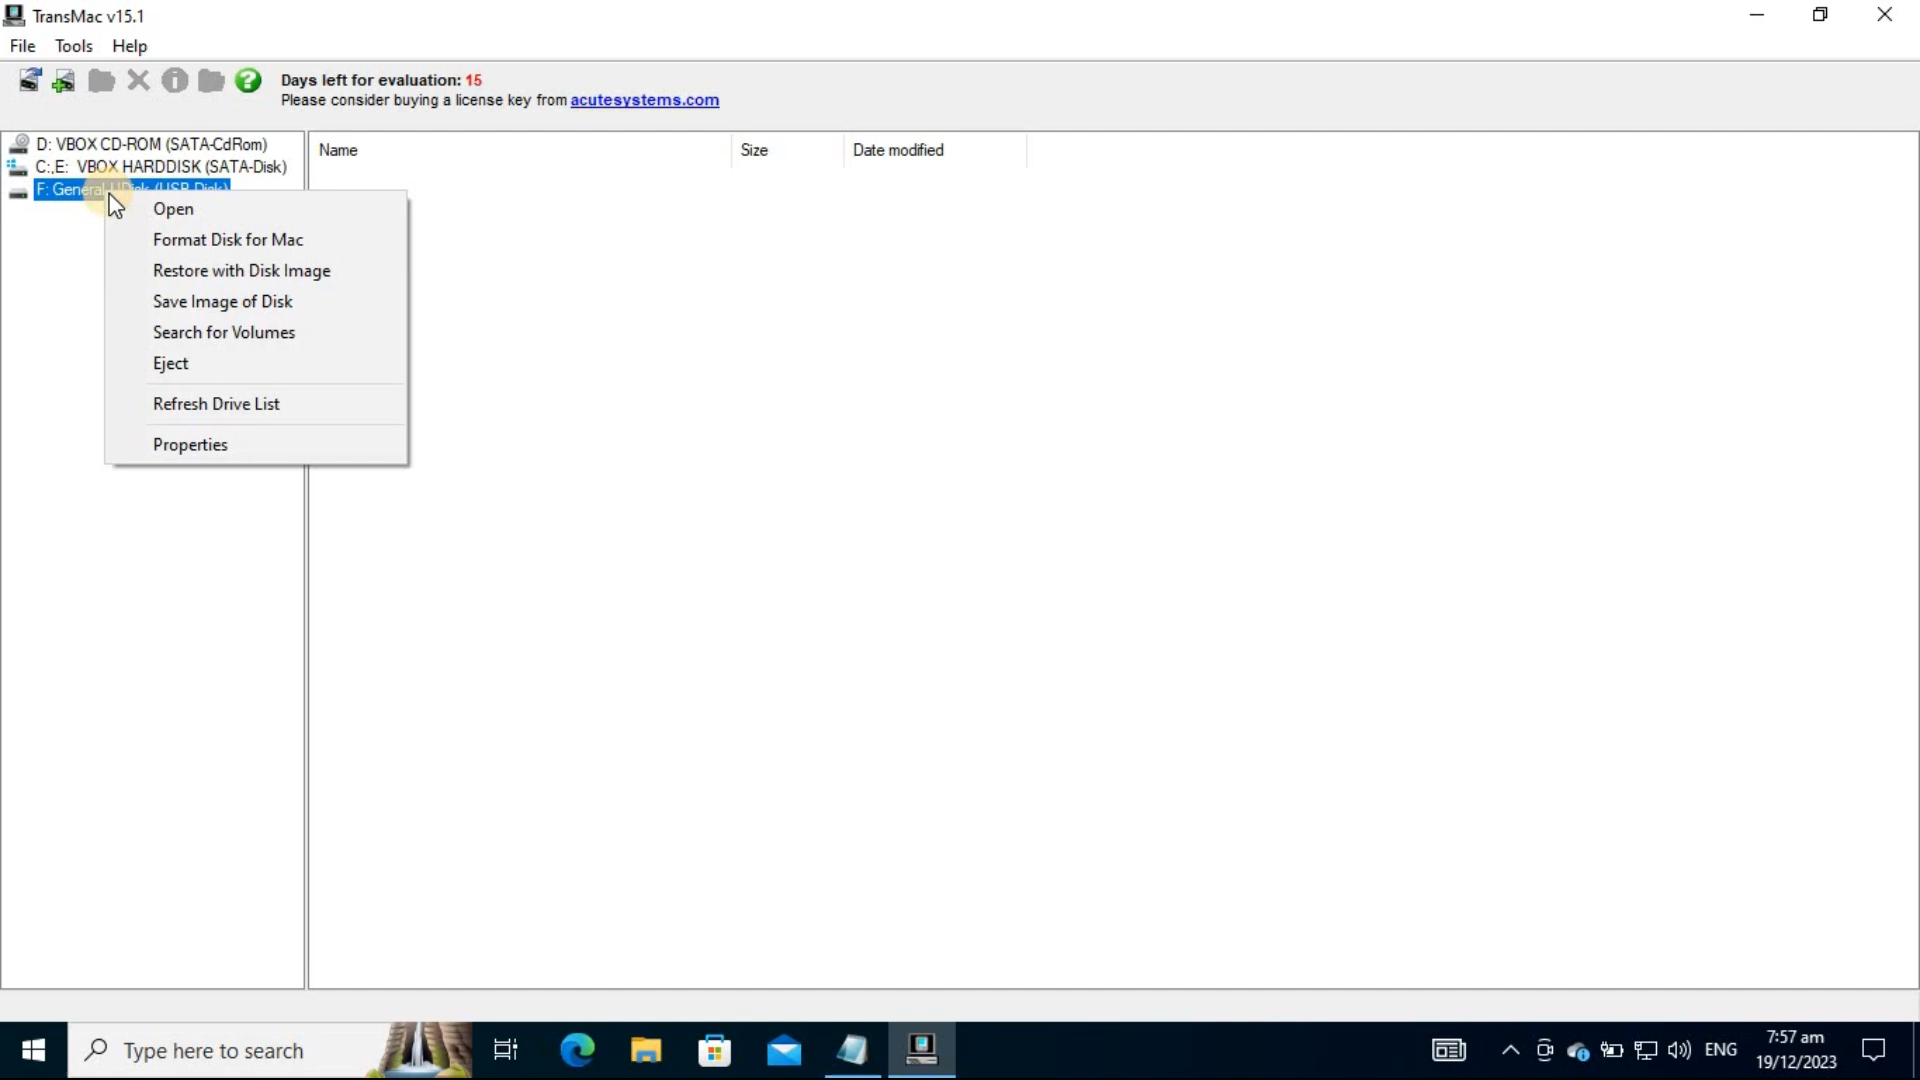 TransMac v15.1
File Tools Help
Days left for evaluation: 15
Please consider buying a license key from acutesystems.com
D: VBOX CD-ROM (SATA-CdRom)
C:,E: VBOX HARDDISK (SATA-Disk)
F: General UDisk (USB Disk)
Name Size Date modified
Open
Format Disk for Mac
Restore with Disk Image
Save Image of Disk
Search for Volumes
Eject
Refresh Drive List
Properties
Type here to search
ENG
7:57 am
19/12/2023